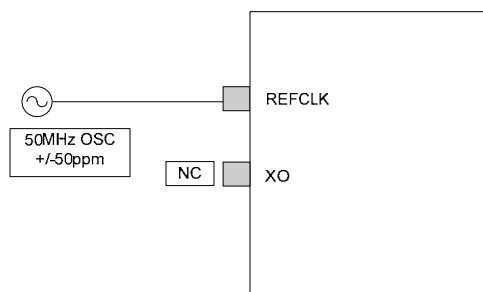 REFCLK
50MHz OSC
+/-50ppm
NC
XO